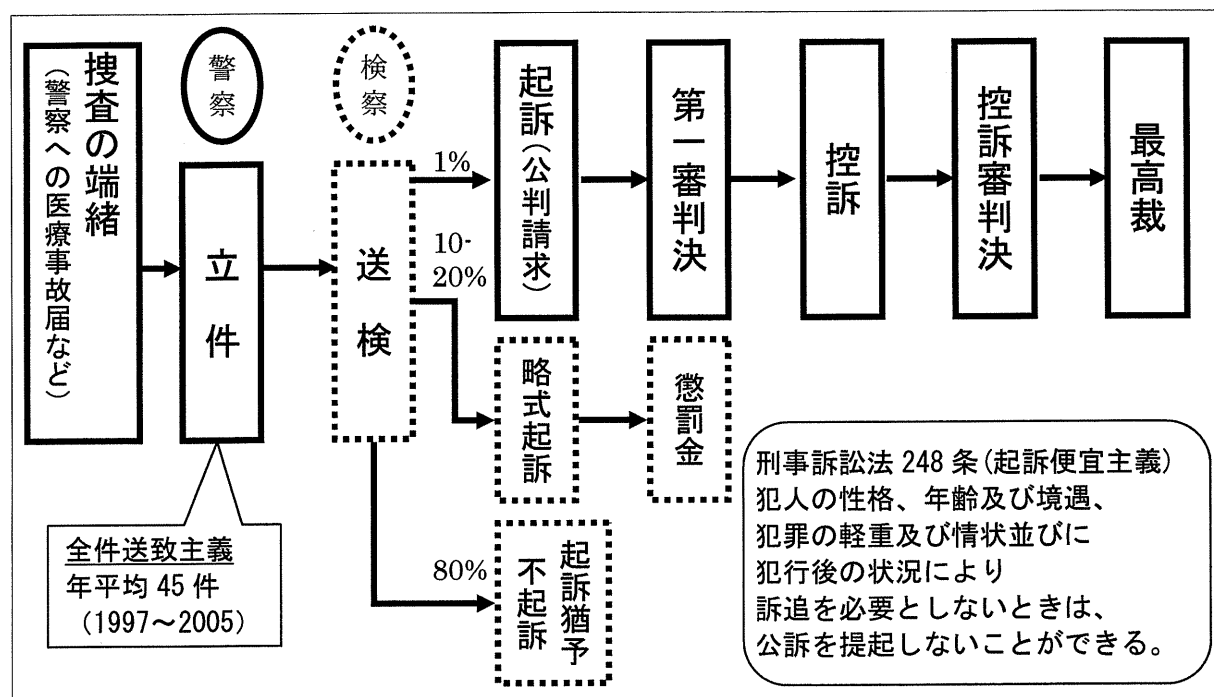 捜査の端緒
（警察への医療事故届など）
警察
立件
全件送致主義
年平均 45 件
（1997～2005）
検察
送検
1%
10-
20%
80%
起訴（公判請求）
第一審判決
控訴
控訴審判決
最高裁
略式起訴
懲罰金
起訴猶予
不起訴
刑事訴訟法 248 条（起訴便宜主義）
犯人の性格、年齢及び境遇、
犯罪の軽重及び情状並びに
犯行後の状況により
訴追を必要としないときは、
公訴を提起しないことができる。